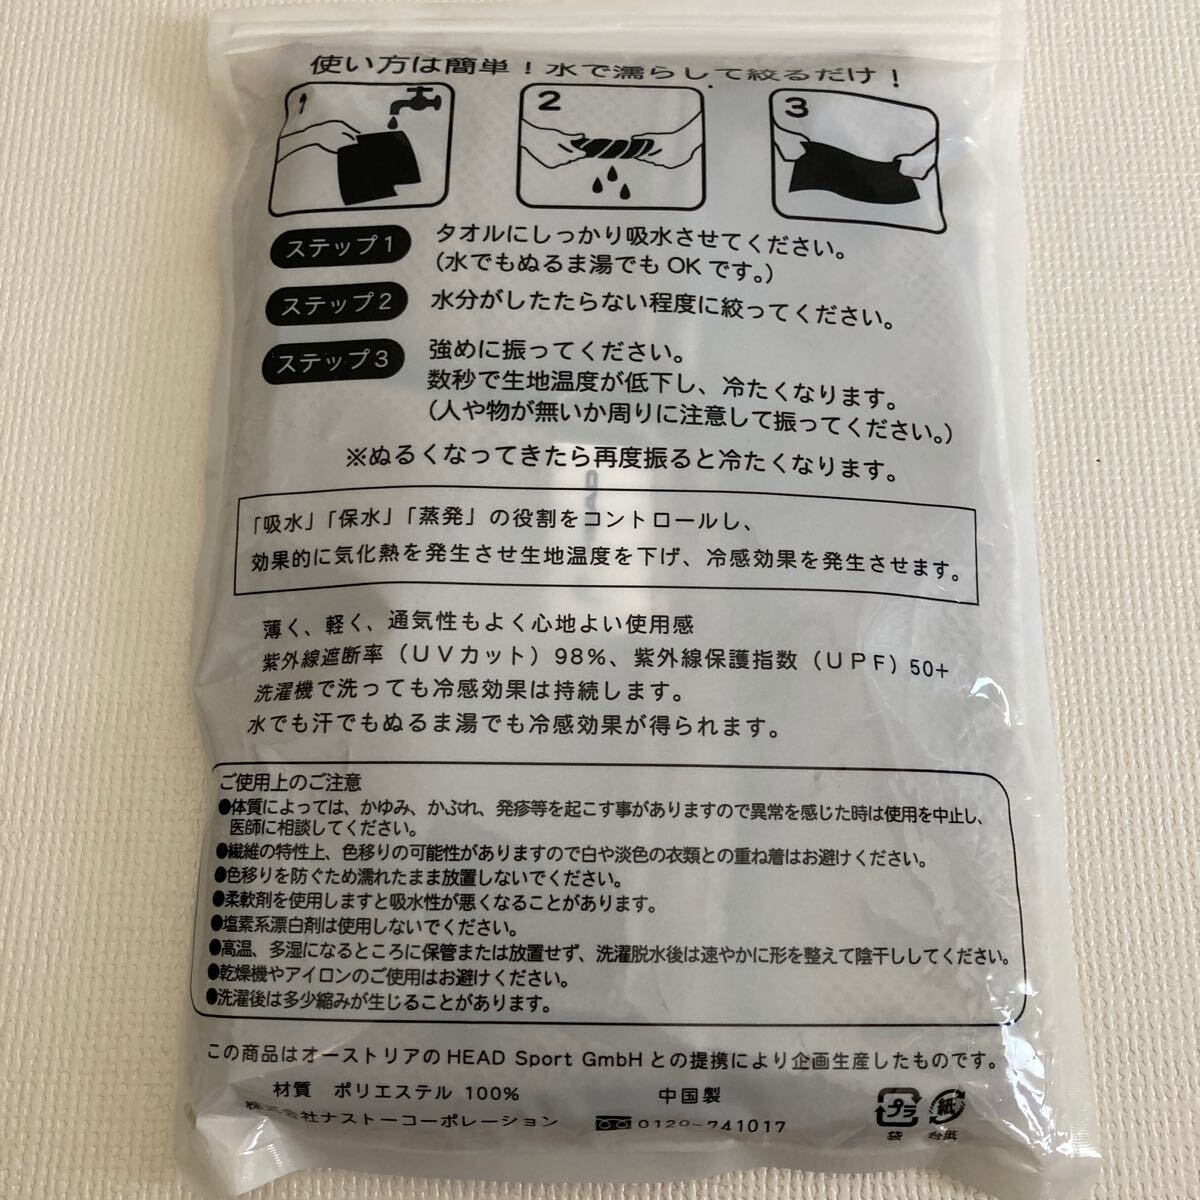 使い方は簡単！水で濡らして絞るだけ！
1
2
3
ステップ1
タオルにしっかり吸水させてください。
(水でもぬるま湯でもOKです。)
ステップ2
水分がしたたらない程度に絞ってください。
ステップ3
強めに振ってください。
数秒で生地温度が低下し、冷たくなります。
(人や物が無いか周りに注意して振ってください。)
※ぬるくなってきたら再度振ると冷たくなります。
「吸水」「保水」「蒸発」の役割をコントロールし、
効果的に気化熱を発生させ生地温度を下げ、冷感効果を発生させます。
薄く、軽く、通気性もよく心地よい使用感
紫外線遮断率(UVカット)98%、紫外線保護指数(UPF)50+
洗濯機で洗っても冷感効果は持続します。
水でも汗でもぬるま湯でも冷感効果が得られます。
ご使用上のご注意
●体質によっては、かゆみ、かぶれ、発疹等を起こす事がありますので異常を感じた時は使用を中止し、
医師に相談してください。
●繊維の特性上、色移りの可能性がありますので白や淡色の衣類との重ね着はお避けください。
●色移りを防ぐため濡れたまま放置しないでください。
●柔軟剤を使用しますと吸水性が悪くなることがあります。
●塩素系漂白剤は使用しないでください。
●高温、多湿になるところに保管または放置せず、洗濯脱水後は速やかに形を整えて陰干ししてください。
●乾燥機やアイロンのご使用はお避けください。
●洗濯後は多少縮みが生じることがあります。
この商品はオーストリアのHEAD Sport GmbHとの提携により企画生産したものです。
材質 ポリエステル 100% 中国製
株式会社ナストーコーポレーション 0120-741017
プラ 紙
袋 台紙